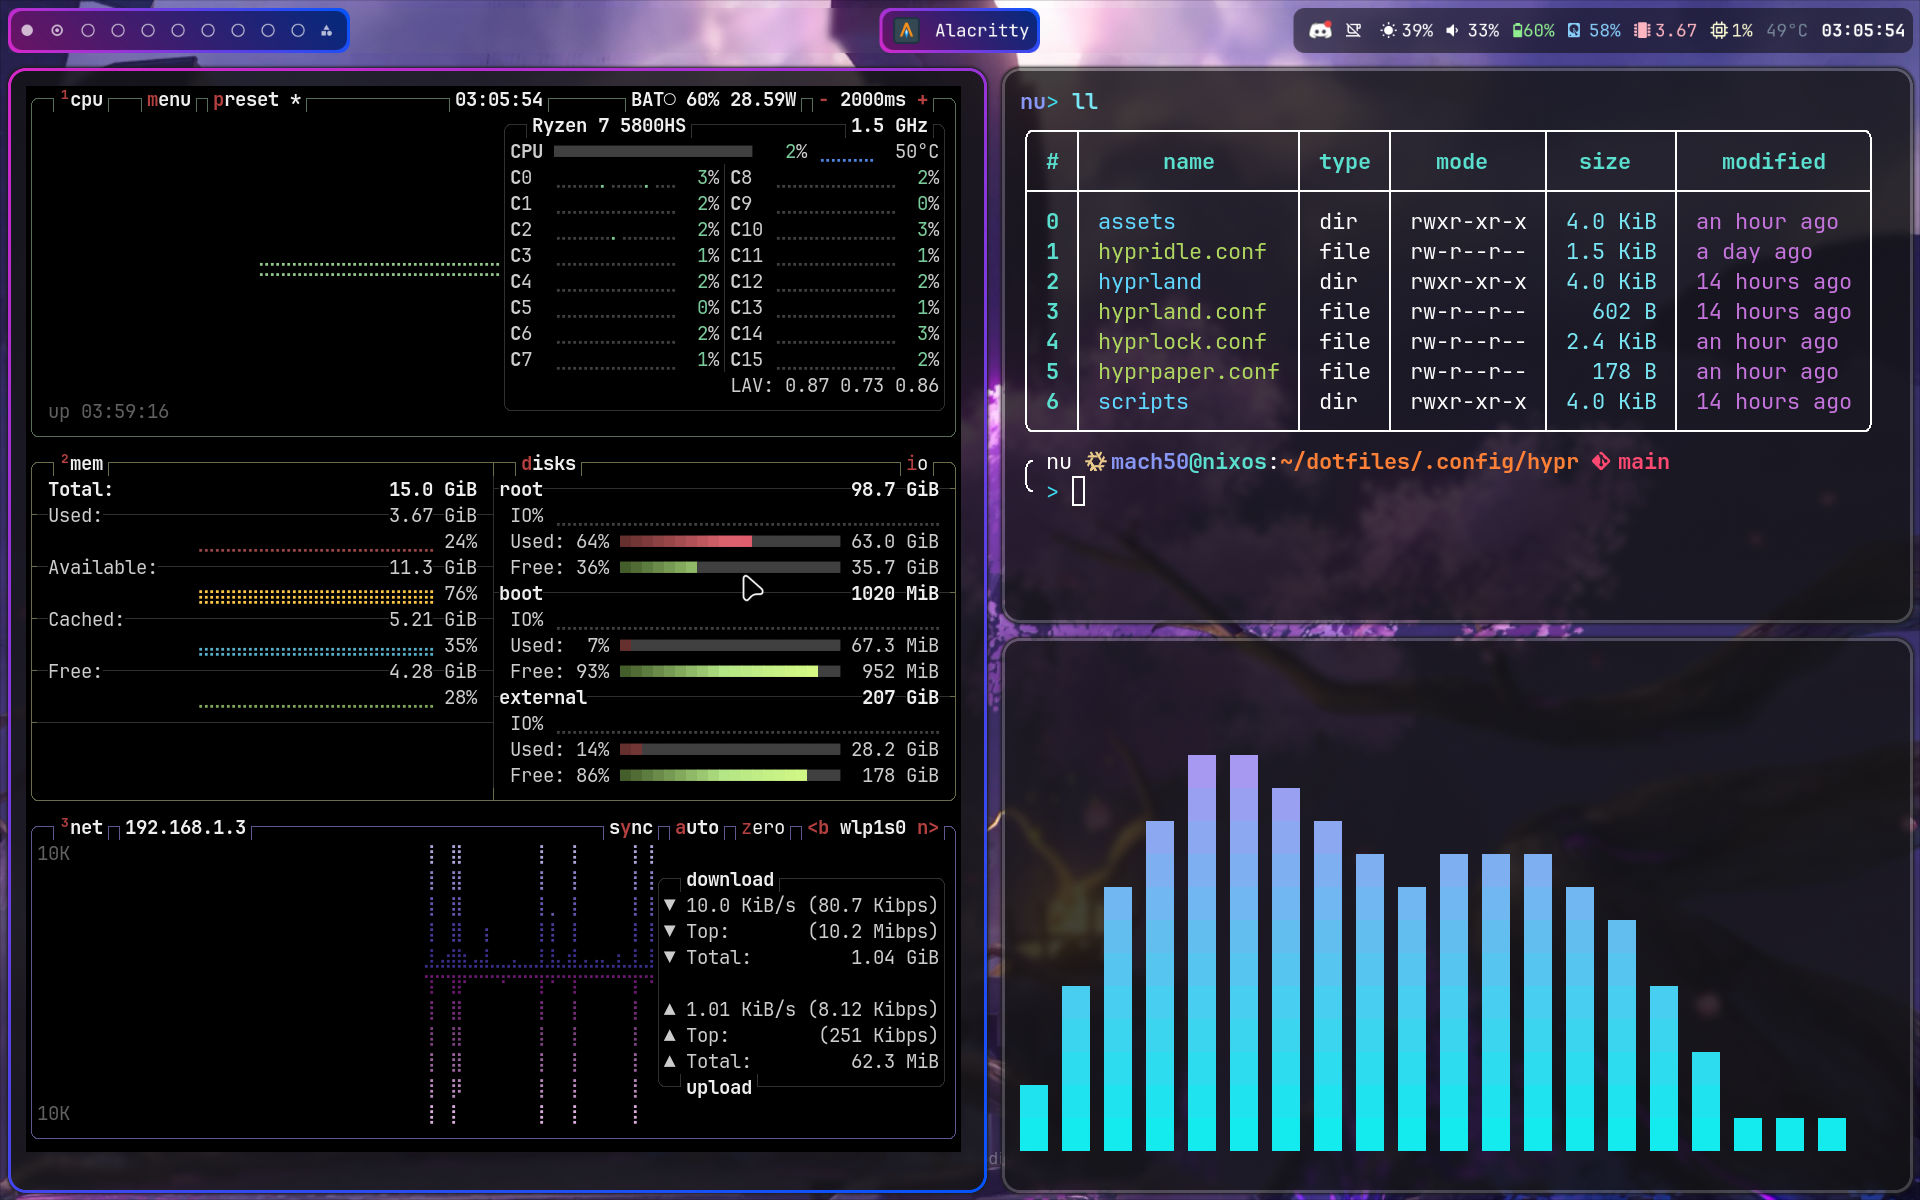 Alacritty
39% 33% 60% 58% 3.67 1% 49°C 03:05:54
1cpu menu preset * 03:05:54 BAT 60% 28.59W - 2000ms +
Ryzen 7 5800HS 1.5 GHz
CPU 2% 50°C
C0 3% C8 2%
C1 2% C9 0%
C2 2% C10 3%
C3 1% C11 1%
C4 2% C12 2%
C5 0% C13 1%
C6 2% C14 3%
C7 1% C15 2%
LAV: 0.87 0.73 0.86
up 03:59:16
2mem
Total: 15.0 GiB
Used: 3.67 GiB
24%
Available: 11.3 GiB
76%
Cached: 5.21 GiB
35%
Free: 4.28 GiB
28%
disks io
root 98.7 GiB
IO%
Used: 64% 63.0 GiB
Free: 36% 35.7 GiB
boot 1020 MiB
IO%
Used: 7% 67.3 MiB
Free: 93% 952 MiB
external 207 GiB
IO%
Used: 14% 28.2 GiB
Free: 86% 178 GiB
3net 192.168.1.3 sync auto zero <b wlp1s0 n>
10K
download
▼ 10.0 KiB/s (80.7 Kibps)
▼ Top: (10.2 Mibps)
▼ Total: 1.04 GiB
▲ 1.01 KiB/s (8.12 Kibps)
▲ Top: (251 Kibps)
▲ Total: 62.3 MiB
upload
10K
nu> ll
# name type mode size modified
0 assets dir rwxr-xr-x 4.0 KiB an hour ago
1 hypridle.conf file rw-r--r-- 1.5 KiB a day ago
2 hyprland dir rwxr-xr-x 4.0 KiB 14 hours ago
3 hyprland.conf file rw-r--r-- 602 B 14 hours ago
4 hyprlock.conf file rw-r--r-- 2.4 KiB an hour ago
5 hyprpaper.conf file rw-r--r-- 178 B an hour ago
6 scripts dir rwxr-xr-x 4.0 KiB 14 hours ago
nu mach50@nixos:~/dotfiles/.config/hypr main
>